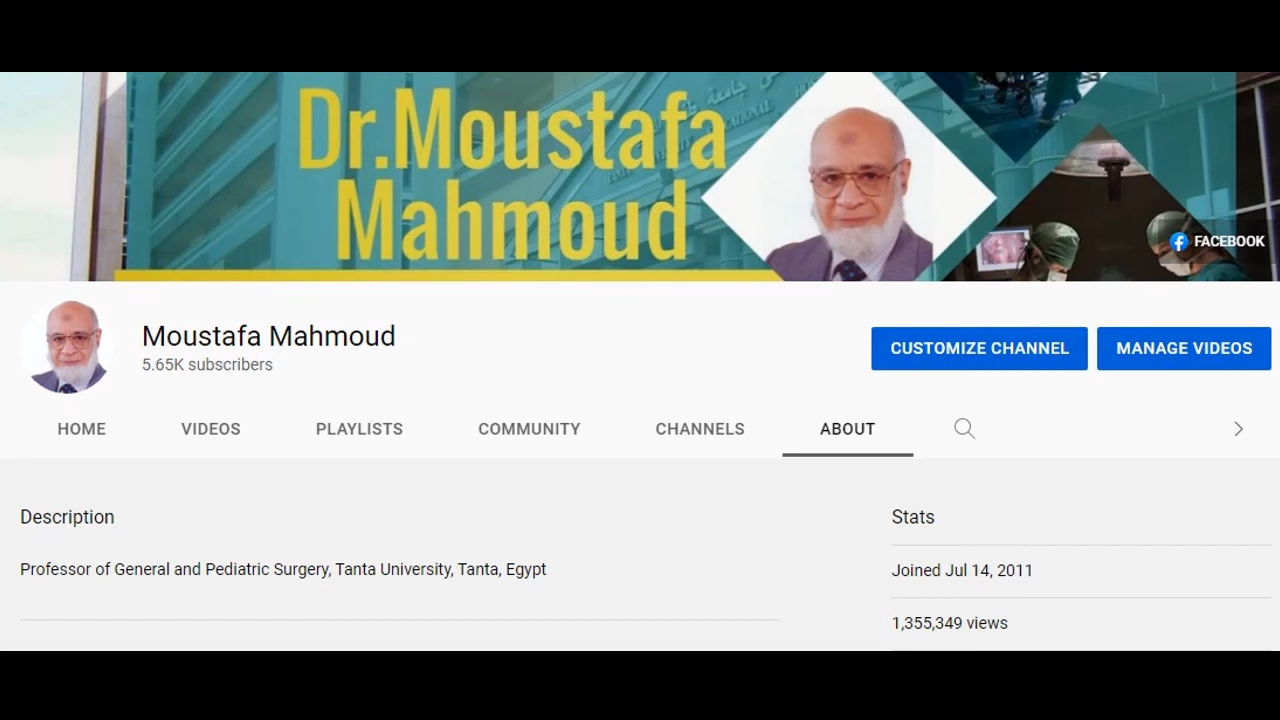 Dr.Moustafa
Mahmoud
FACEBOOK
Moustafa Mahmoud
5.65K subscribers
CUSTOMIZE CHANNEL
MANAGE VIDEOS
HOME
VIDEOS
PLAYLISTS
COMMUNITY
CHANNELS
ABOUT
Description
Professor of General and Pediatric Surgery, Tanta University, Tanta, Egypt
Stats
Joined Jul 14, 2011
1,355,349 views